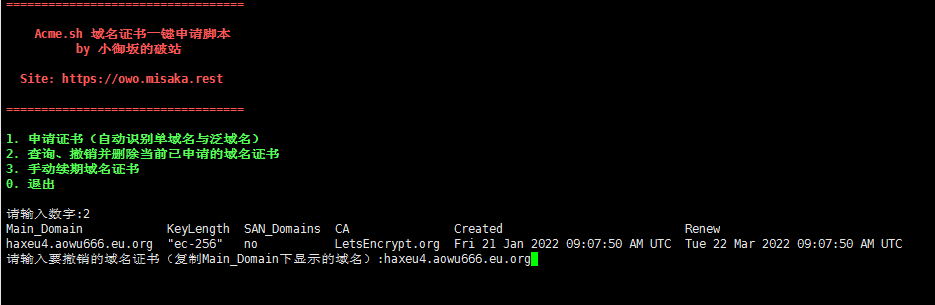 ==================================
Acme.sh 域名证书一键申请脚本
by 小御坂的破站
Site: https://owo.misaka.rest
==================================
1. 申请证书（自动识别单域名与泛域名）
2. 查询、撤销并删除当前已申请的域名证书
3. 手动续期域名证书
0. 退出
请输入数字:2
Main_Domain KeyLength SAN_Domains CA Created Renew
haxeu4.aowu666.eu.org "ec-256" no LetsEncrypt.org Fri 21 Jan 2022 09:07:50 AM UTC Tue 22 Mar 2022 09:07:50 AM UTC
请输入要撤销的域名证书（复制Main_Domain下显示的域名）:haxeu4.aowu666.eu.org